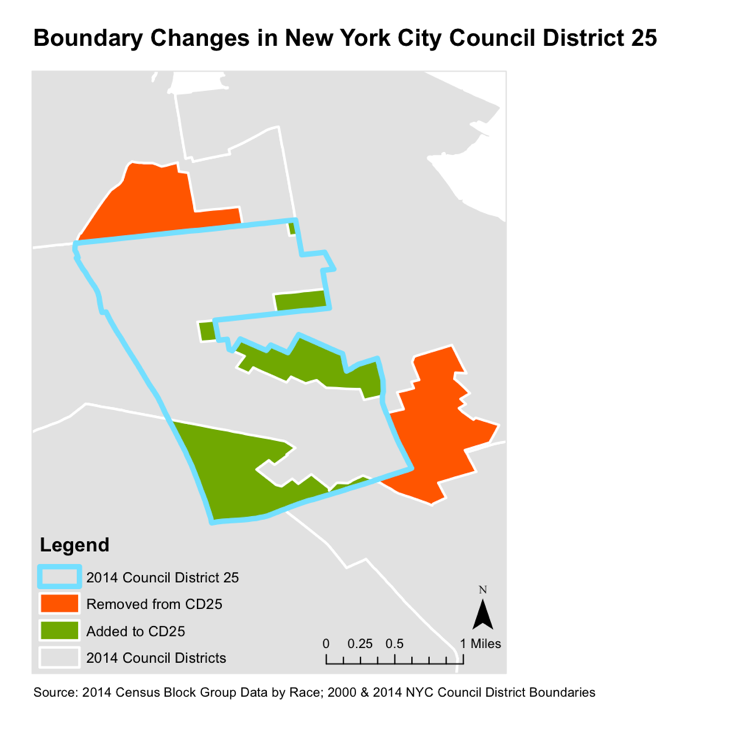 Boundary Changes in New York City Council District 25
Legend
2014 Council District 25
Removed from CD25
Added to CD25
2014 Council Districts
N
0 0.25 0.5 1 Miles
Source: 2014 Census Block Group Data by Race; 2000 & 2014 NYC Council District Boundaries